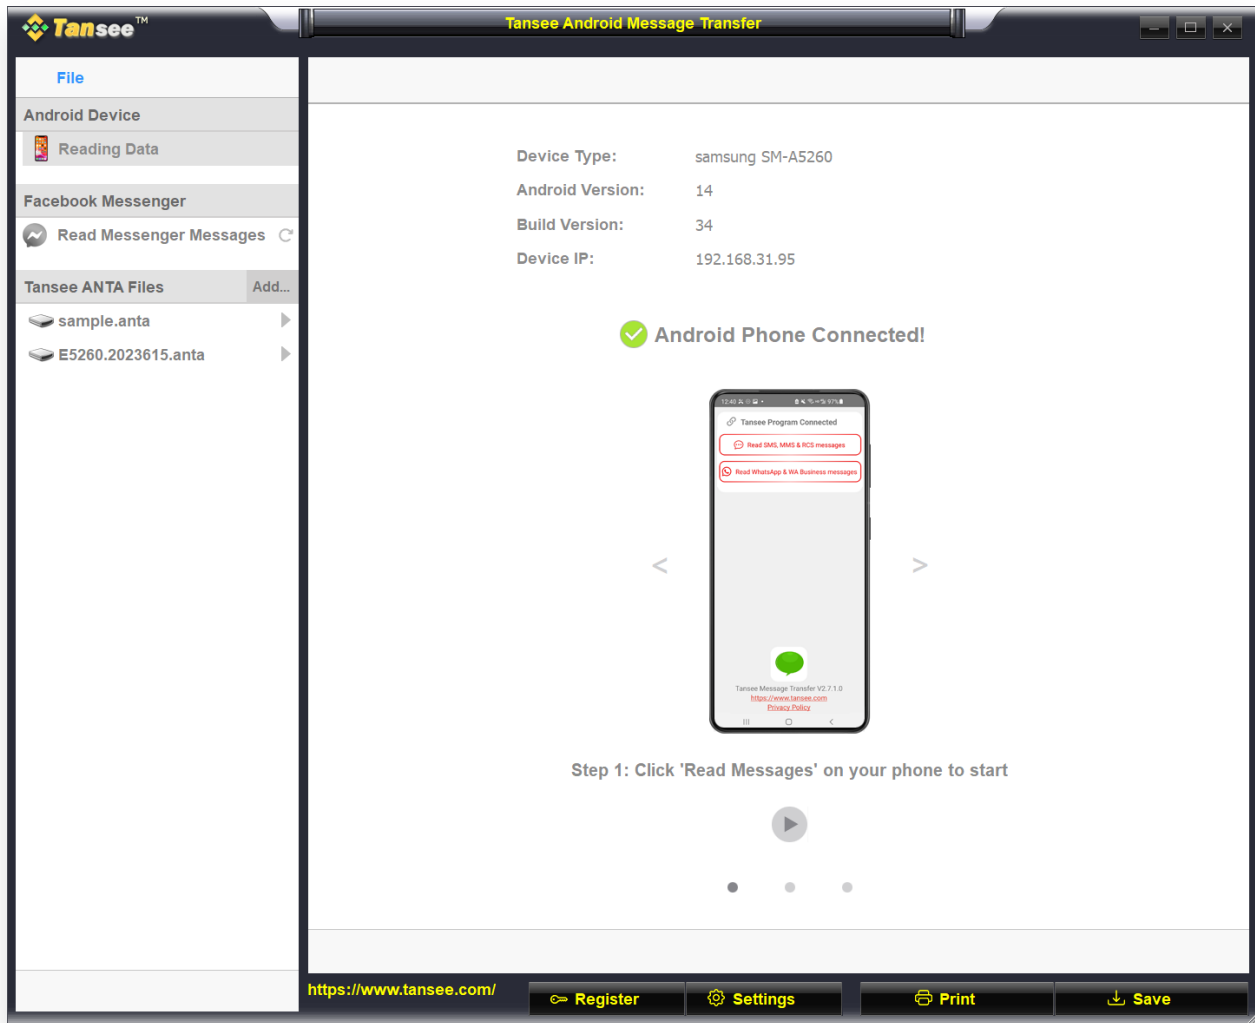 Tansee™
Tansee Android Message Transfer
File
Android Device
Reading Data
Facebook Messenger
Read Messenger Messages
Tansee ANTA Files
Add...
sample.anta
E5260.2023615.anta
Device Type: samsung SM-A5260
Android Version: 14
Build Version: 34
Device IP: 192.168.31.95
Android Phone Connected!
12:40
97%
Tansee Program Connected
Read SMS, MMS & RCS messages
Read WhatsApp & WA Business messages
Tansee Message Transfer V2.7.1.0
https://www.tansee.com
Privacy Policy
< >
Step 1: Click 'Read Messages' on your phone to start
https://www.tansee.com/
Register
Settings
Print
Save